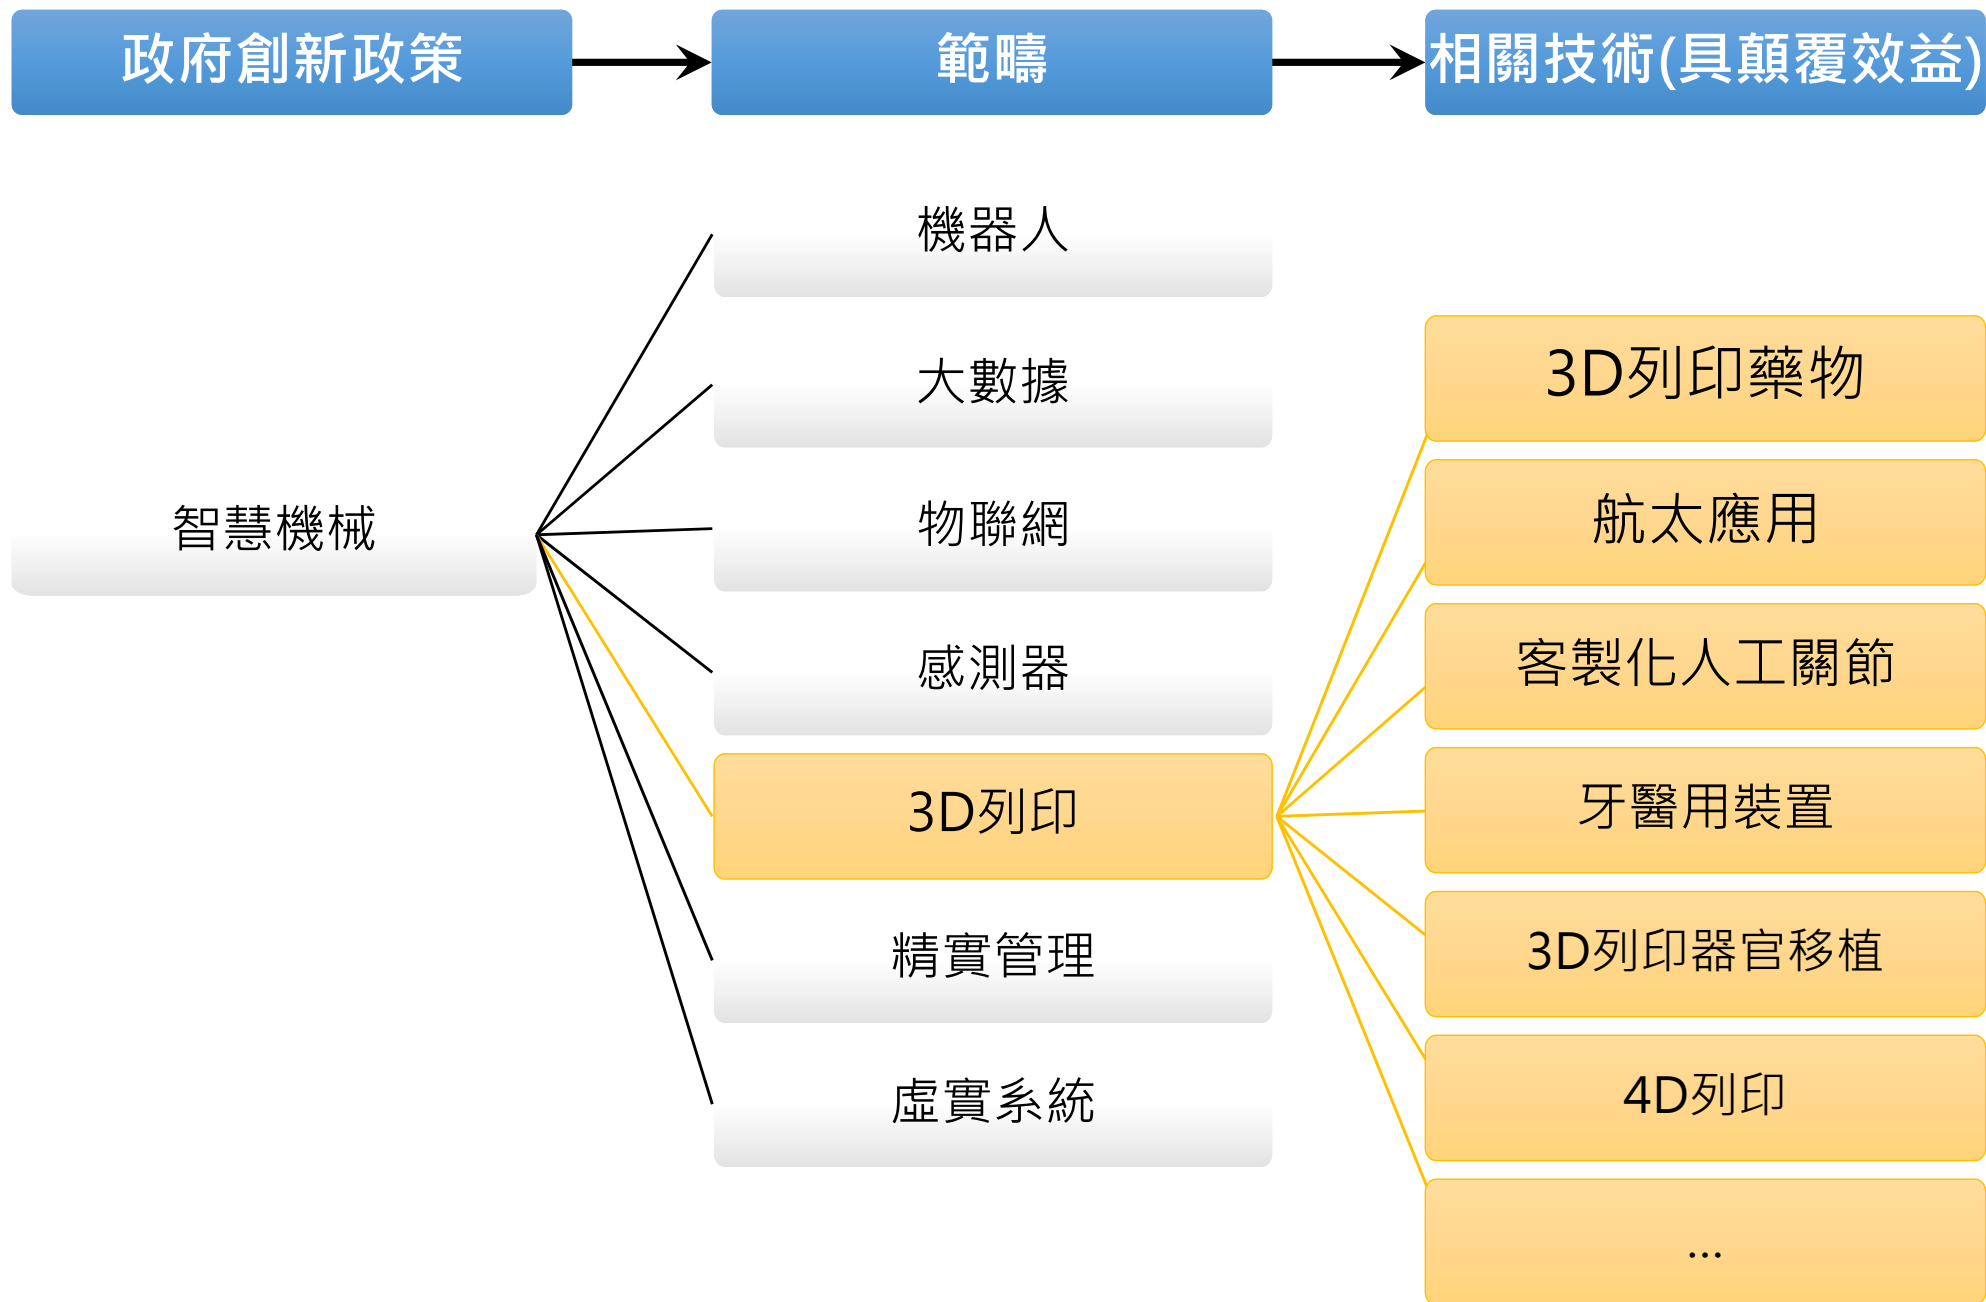 政府創新政策
範疇
相關技術(具顛覆效益)
智慧機械
機器人
大數據
物聯網
感測器
3D列印
精實管理
虛實系統
3D列印藥物
航太應用
客製化人工關節
牙醫用裝置
3D列印器官移植
4D列印
...